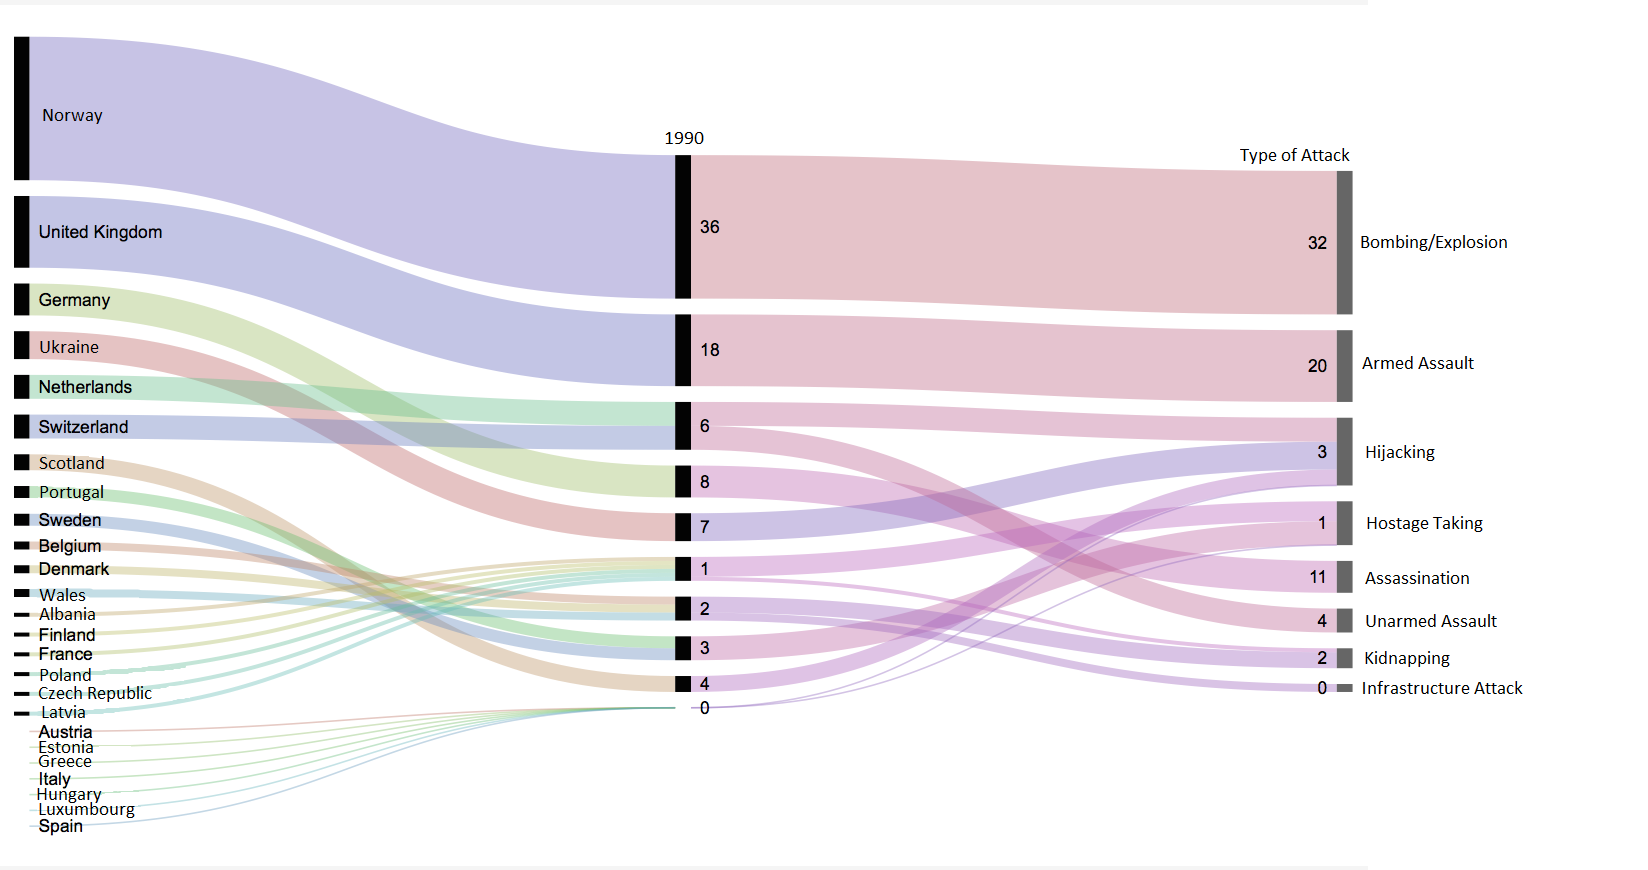 Norway
United Kingdom
Germany
Ukraine
Netherlands
Switzerland
Scotland
Portugal
Sweden
Belgium
Denmark
Wales
Albania
Finland
France
Poland
Czech Republic
Latvia
Austria
Estonia
Greece
Italy
Hungary
Luxumbourg
Spain
1990
36
18
6
8
7
1
2
3
4
0
Type of Attack
32 Bombing/Explosion
20 Armed Assault
3 Hijacking
1 Hostage Taking
11 Assassination
4 Unarmed Assault
2 Kidnapping
0 Infrastructure Attack